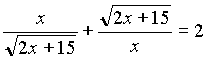 x/√(2x+15) + √(2x+15)/x = 2